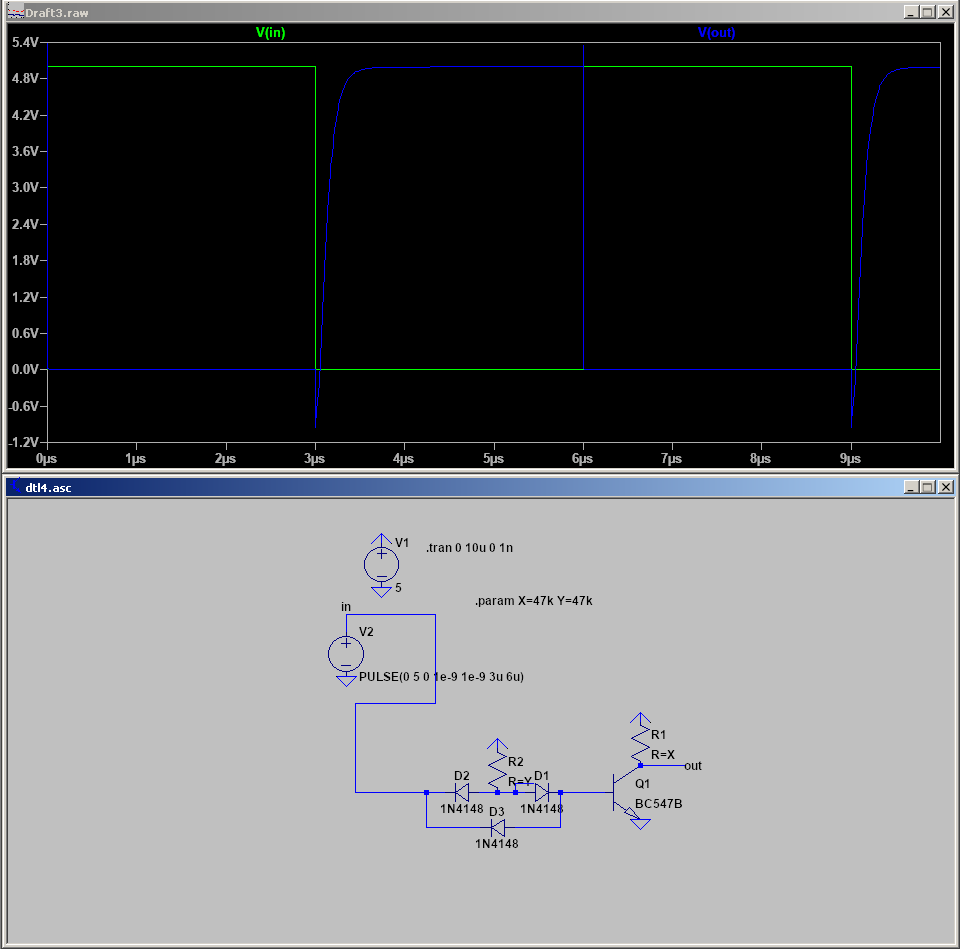 Draft3.raw
V(in) V(out)
5.4V
4.8V
4.2V
3.6V
3.0V
2.4V
1.8V
1.2V
0.6V
0.0V
-0.6V
-1.2V
0µs 1µs 2µs 3µs 4µs 5µs 6µs 7µs 8µs 9µs
dtl4.asc
V1
.tran 0 10u 0 1n
5
.param X=47k Y=47k
in
V2
PULSE(0 5 0 1e-9 1e-9 3u 6u)
R1
R=X
out
R2
R=Y
D2
D1
Q1
1N4148
1N4148
BC547B
D3
1N4148